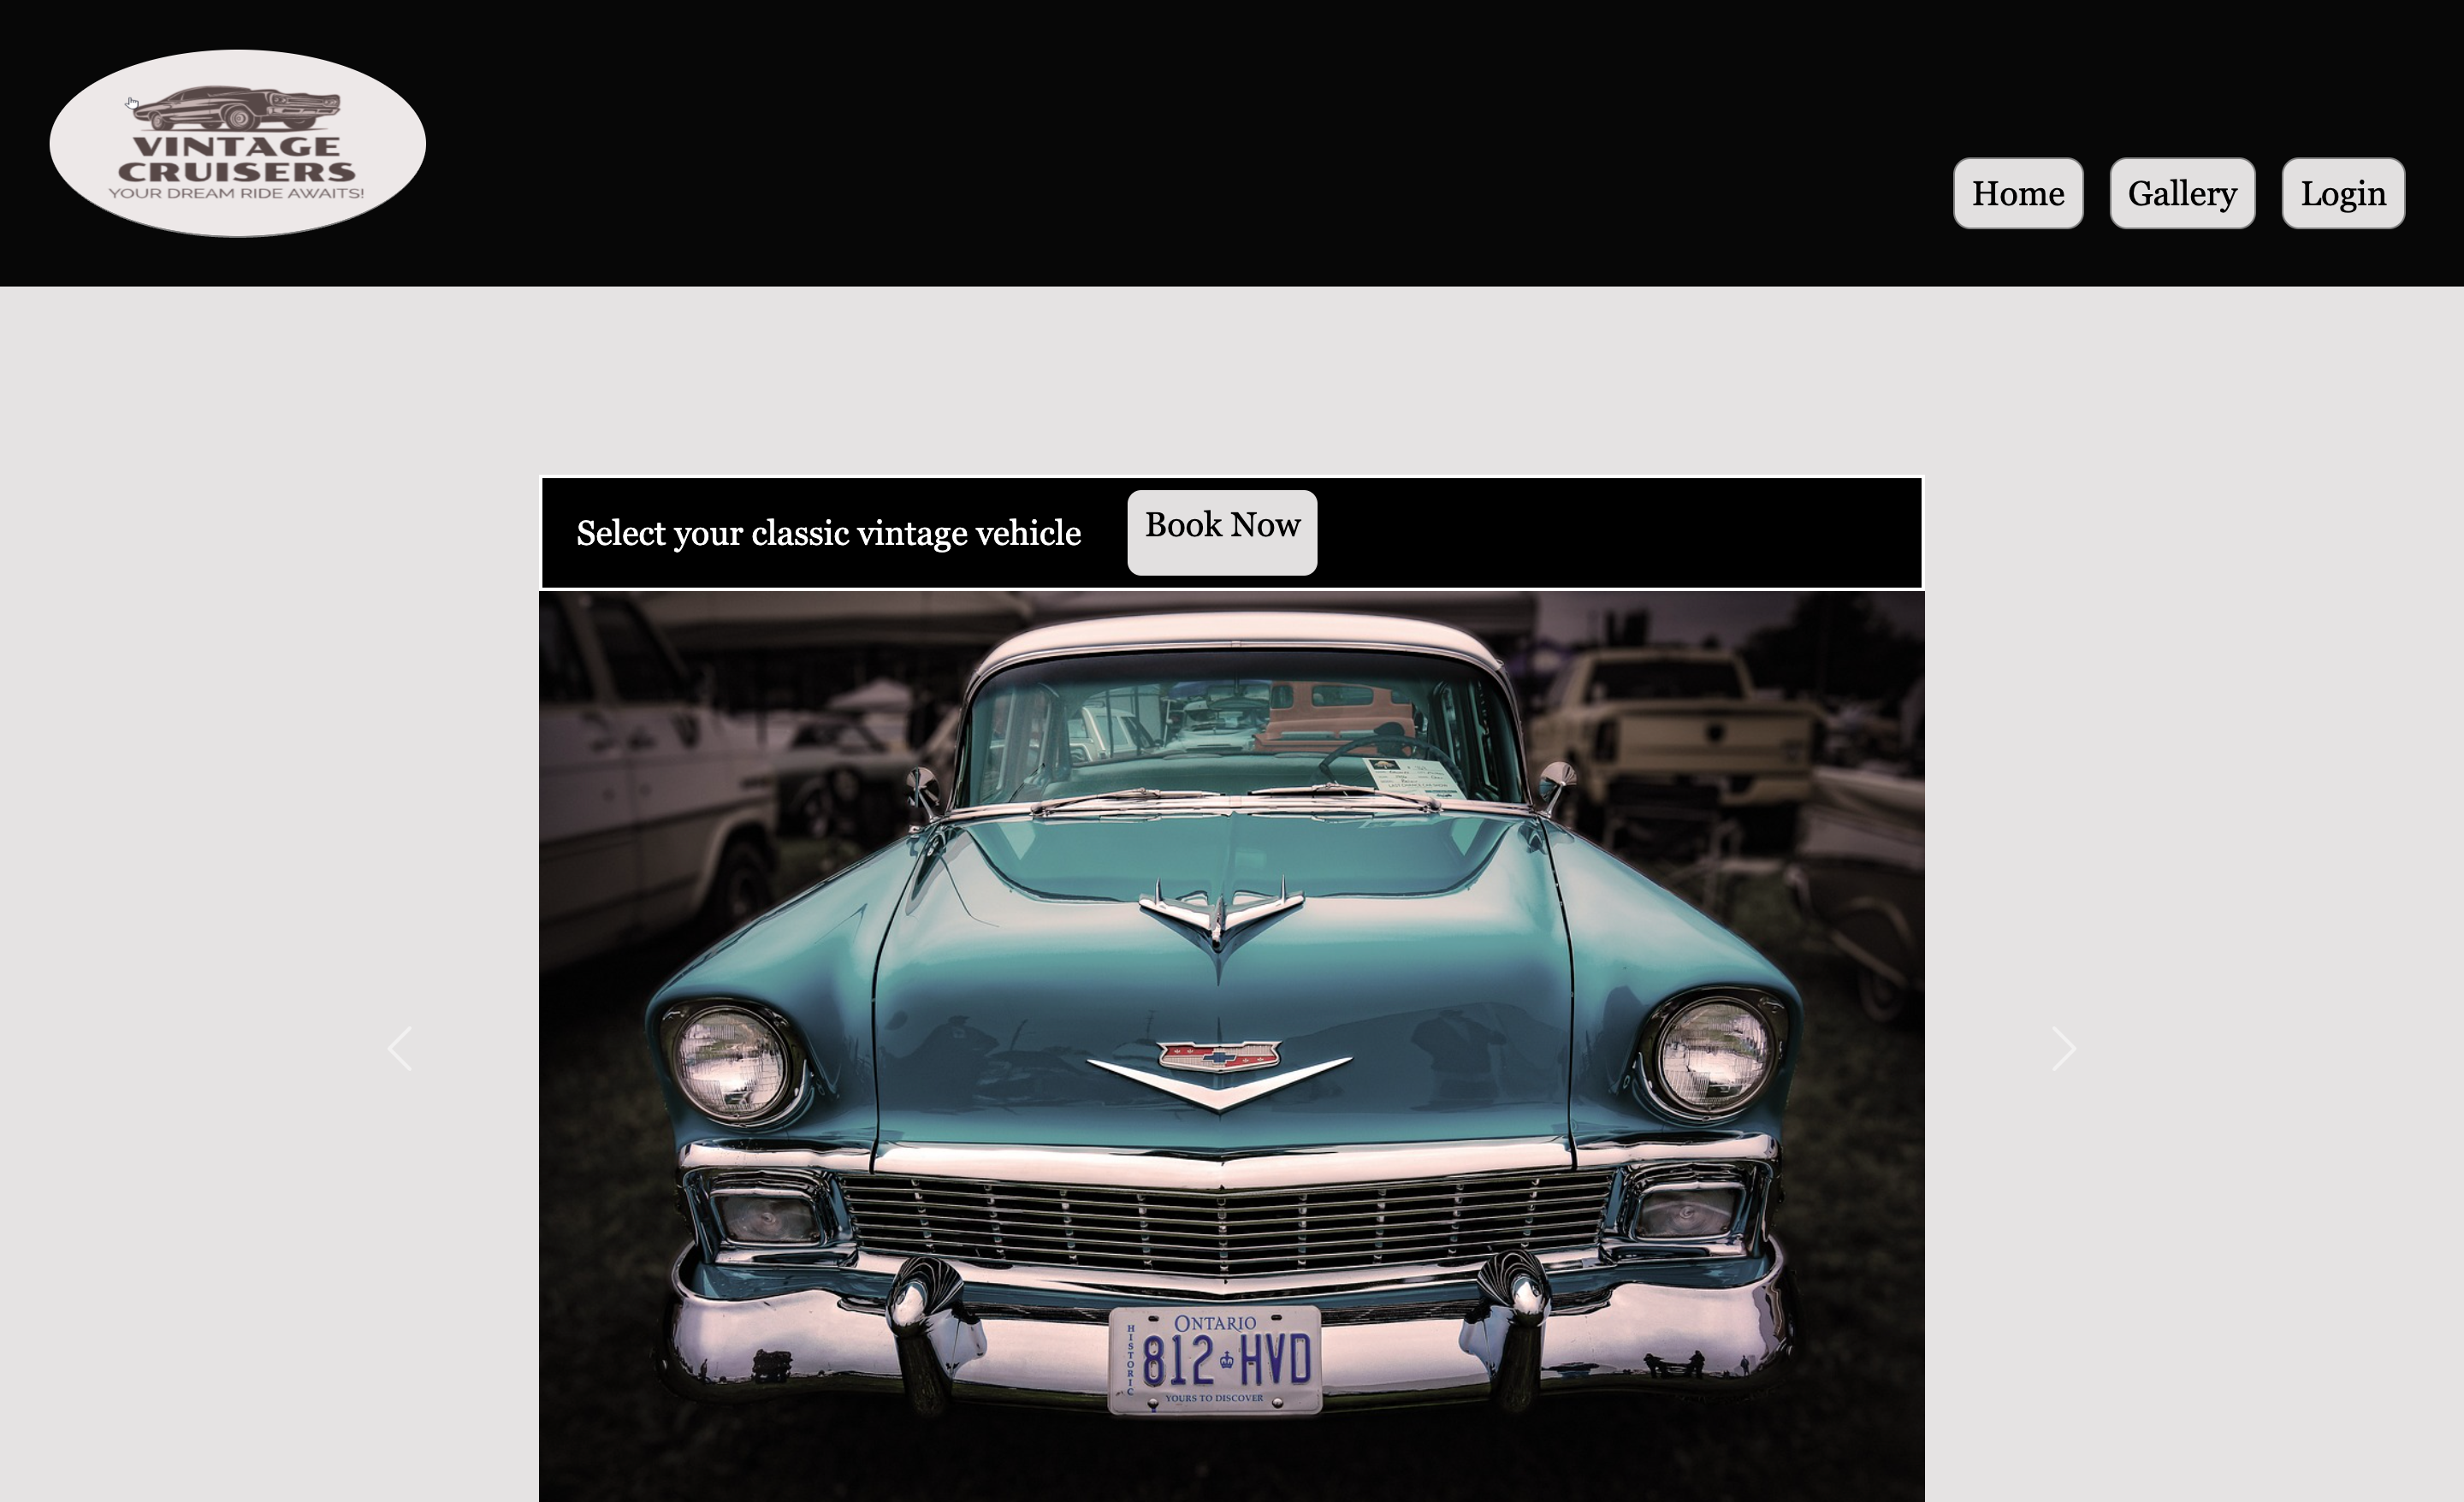 VINTAGE
CRUISERS
YOUR DREAM RIDE AWAITS!
Home
Gallery
Login
Select your classic vintage vehicle
Book Now
ONTARIO
HISTORIC
812 HVD
YOURS TO DISCOVER